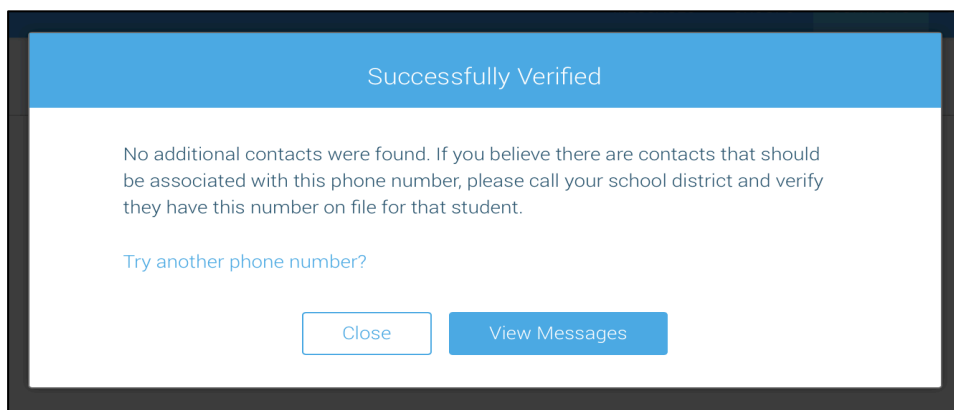 Successfully Verified
No additional contacts were found. If you believe there are contacts that should
be associated with this phone number, please call your school district and verify
they have this number on file for that student.
Try another phone number?
Close
View Messages